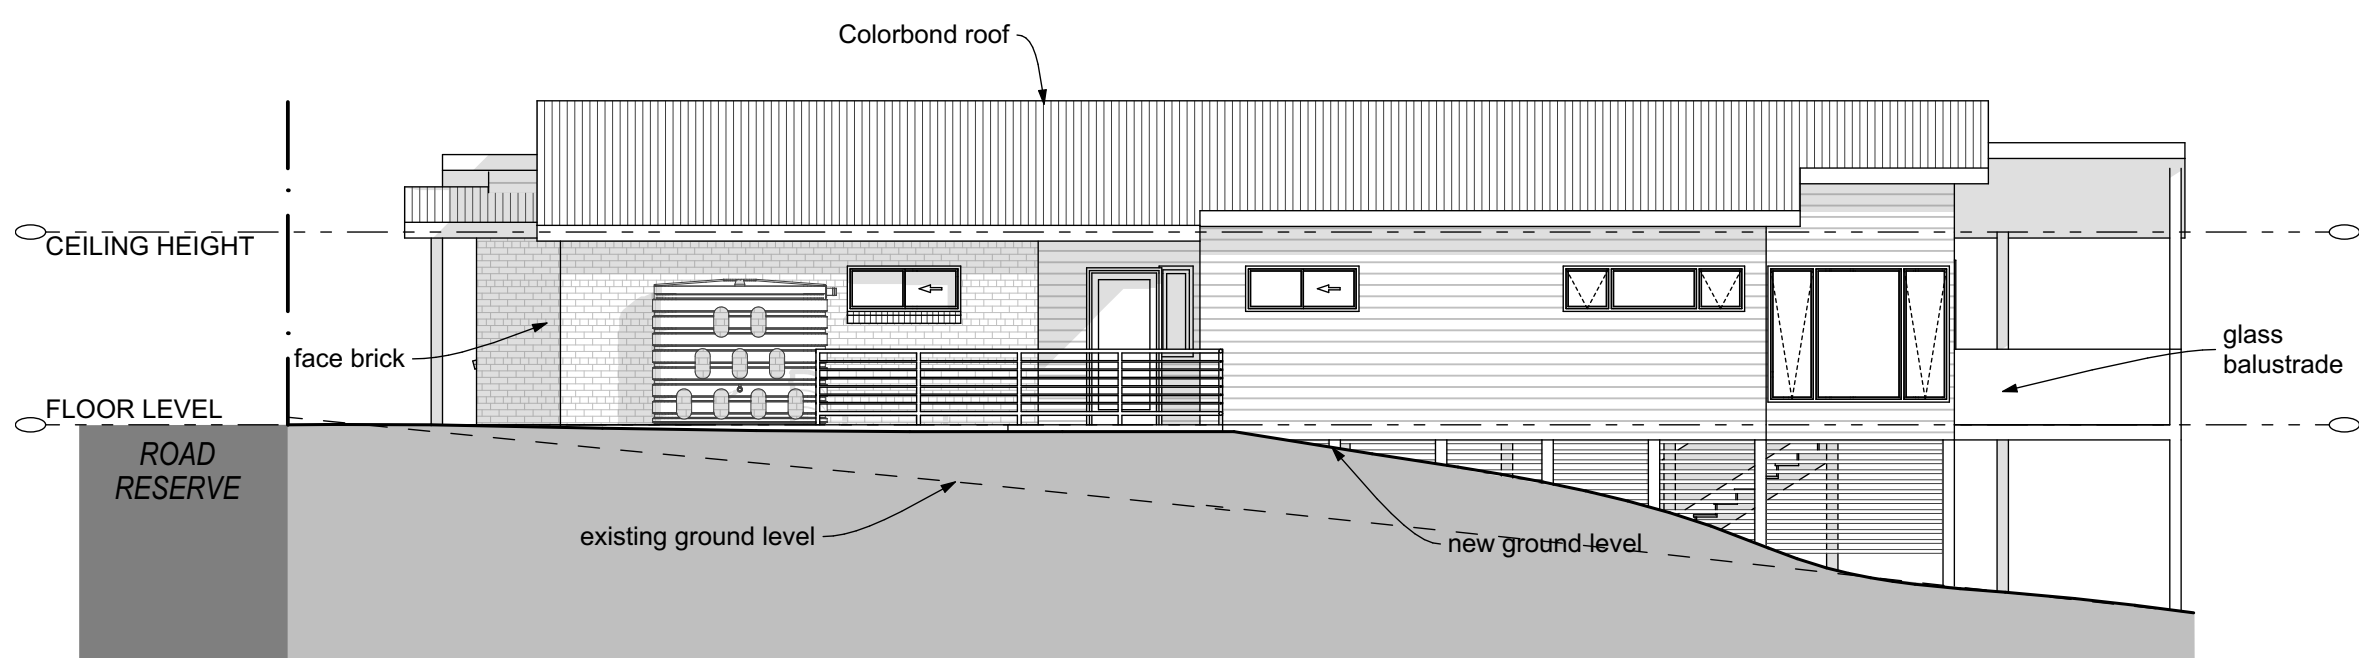 Colorbond roof
CEILING HEIGHT
face brick
glass
balustrade
FLOOR LEVEL
ROAD
RESERVE
existing ground level
new ground level